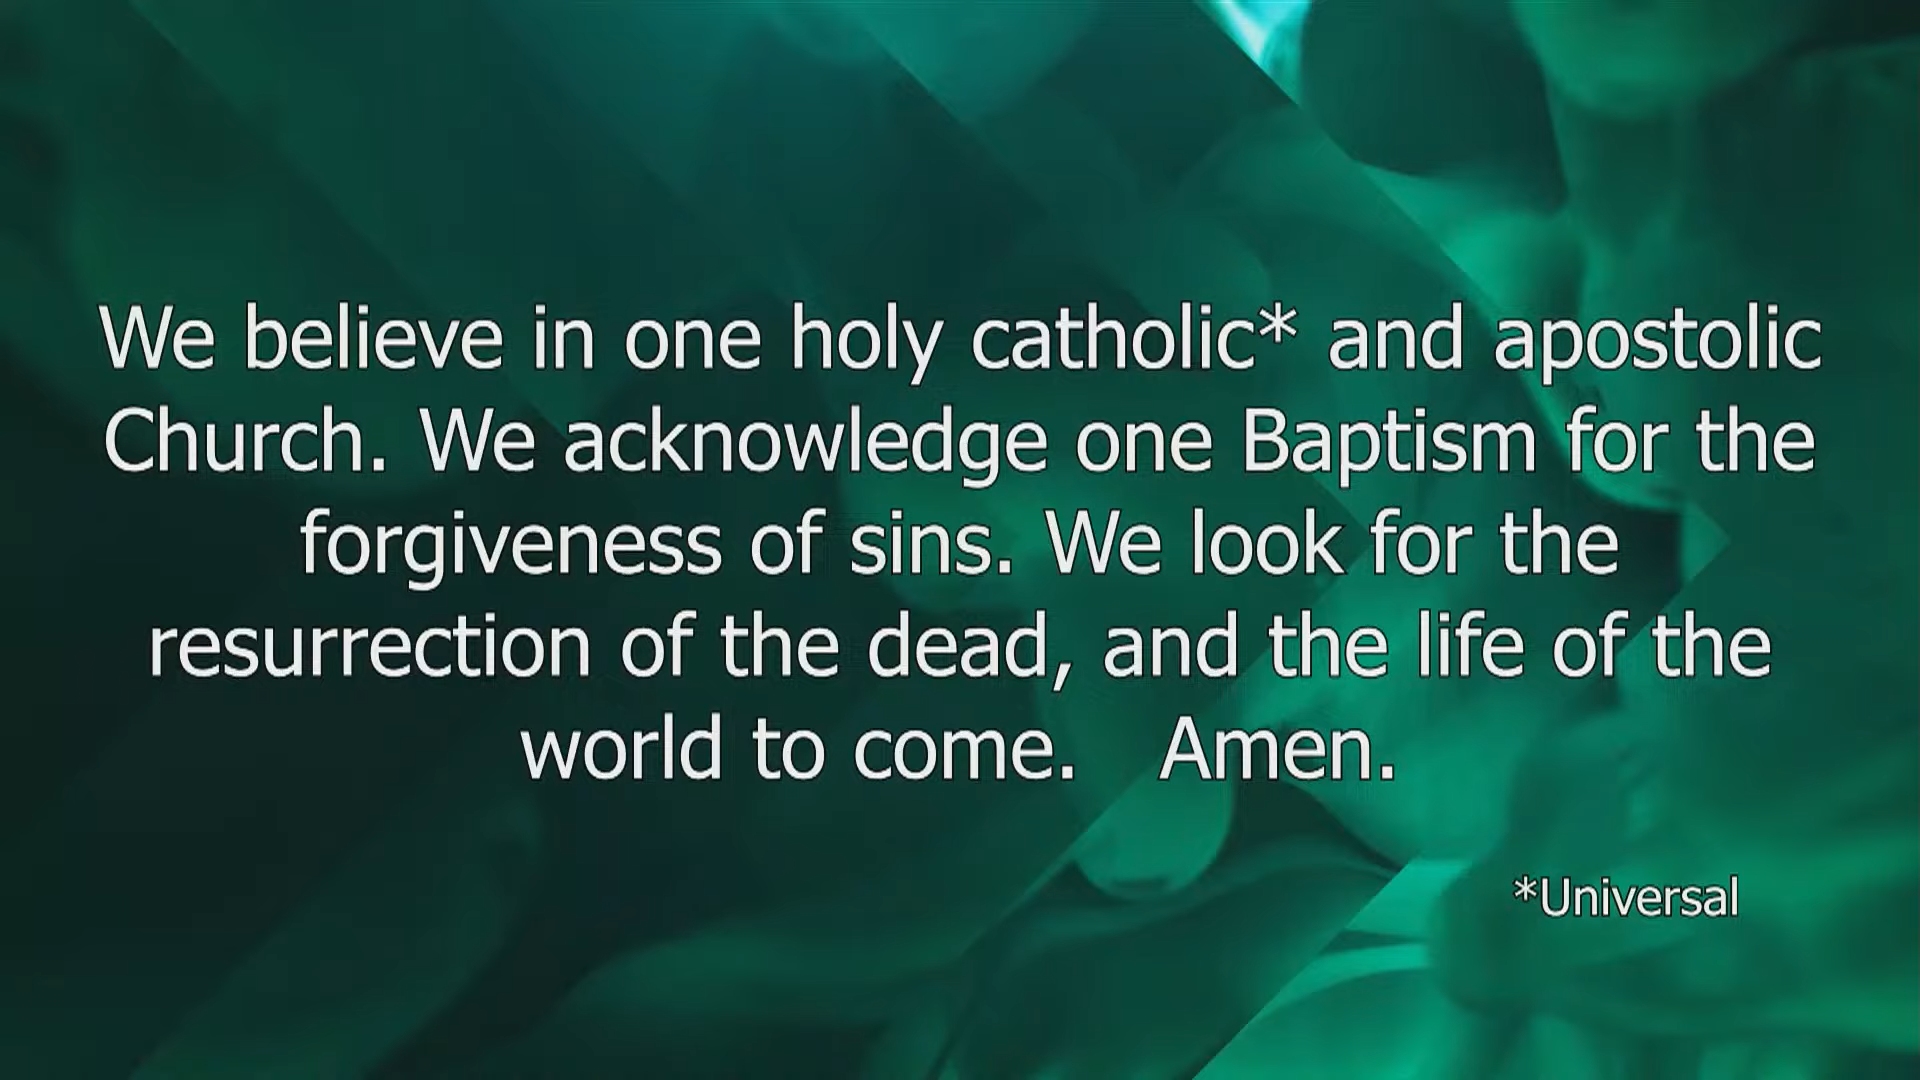 We believe in one holy catholic* and apostolic
Church. We acknowledge one Baptism for the
forgiveness of sins. We look for the
resurrection of the dead, and the life of the
world to come.   Amen.
*Universal